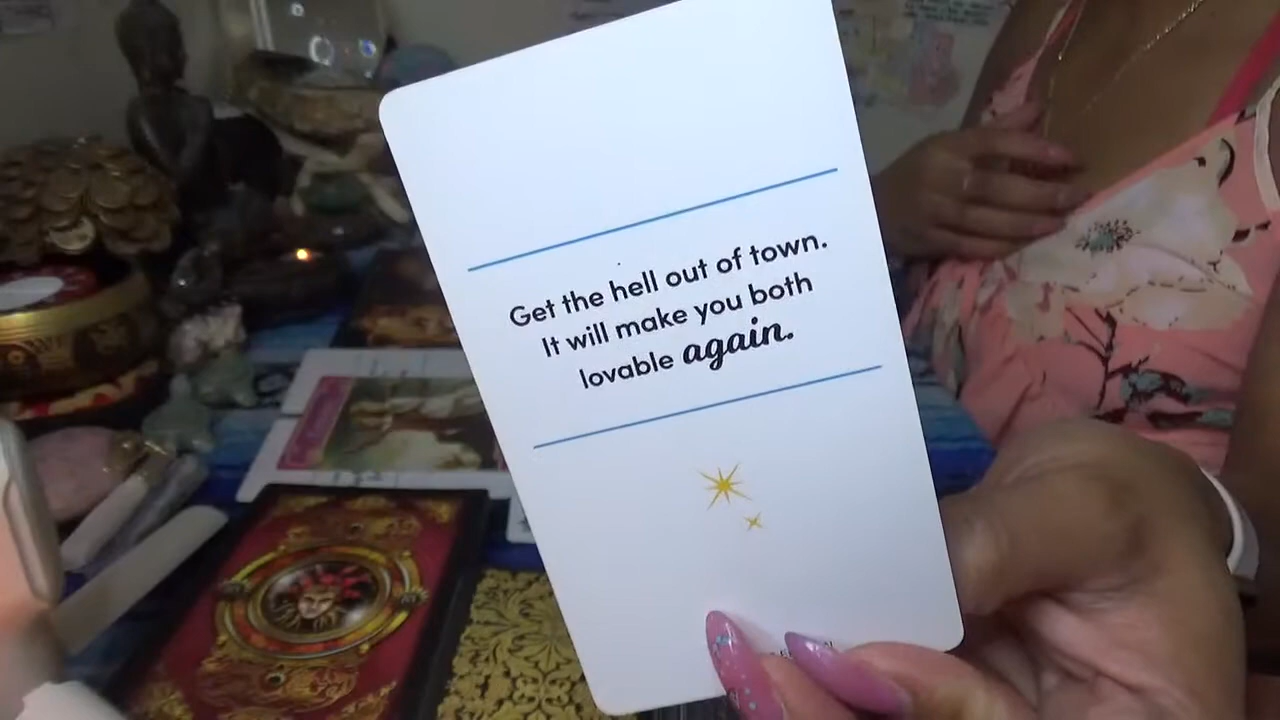 Get the hell out of town.
It will make you both
lovable again.